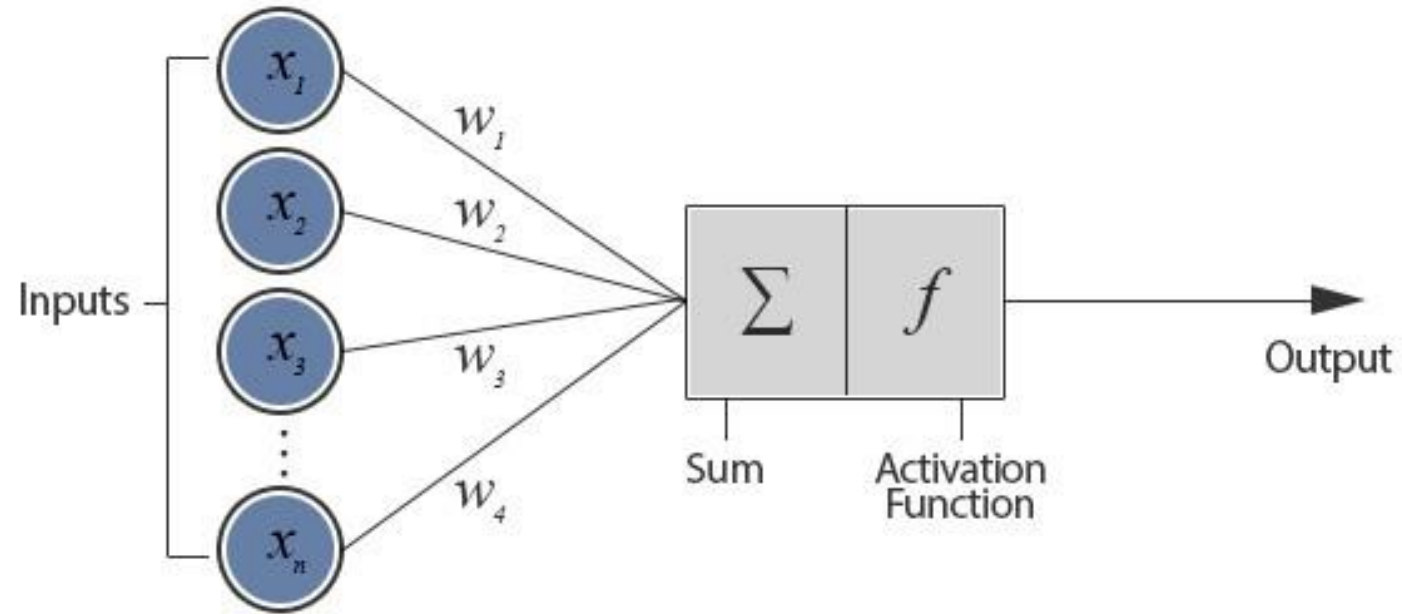 x₁
w₁
x₂
w₂
Inputs
x₃
w₃
∑ f
Output
Sum
Activation
Function
w₄
xₙ